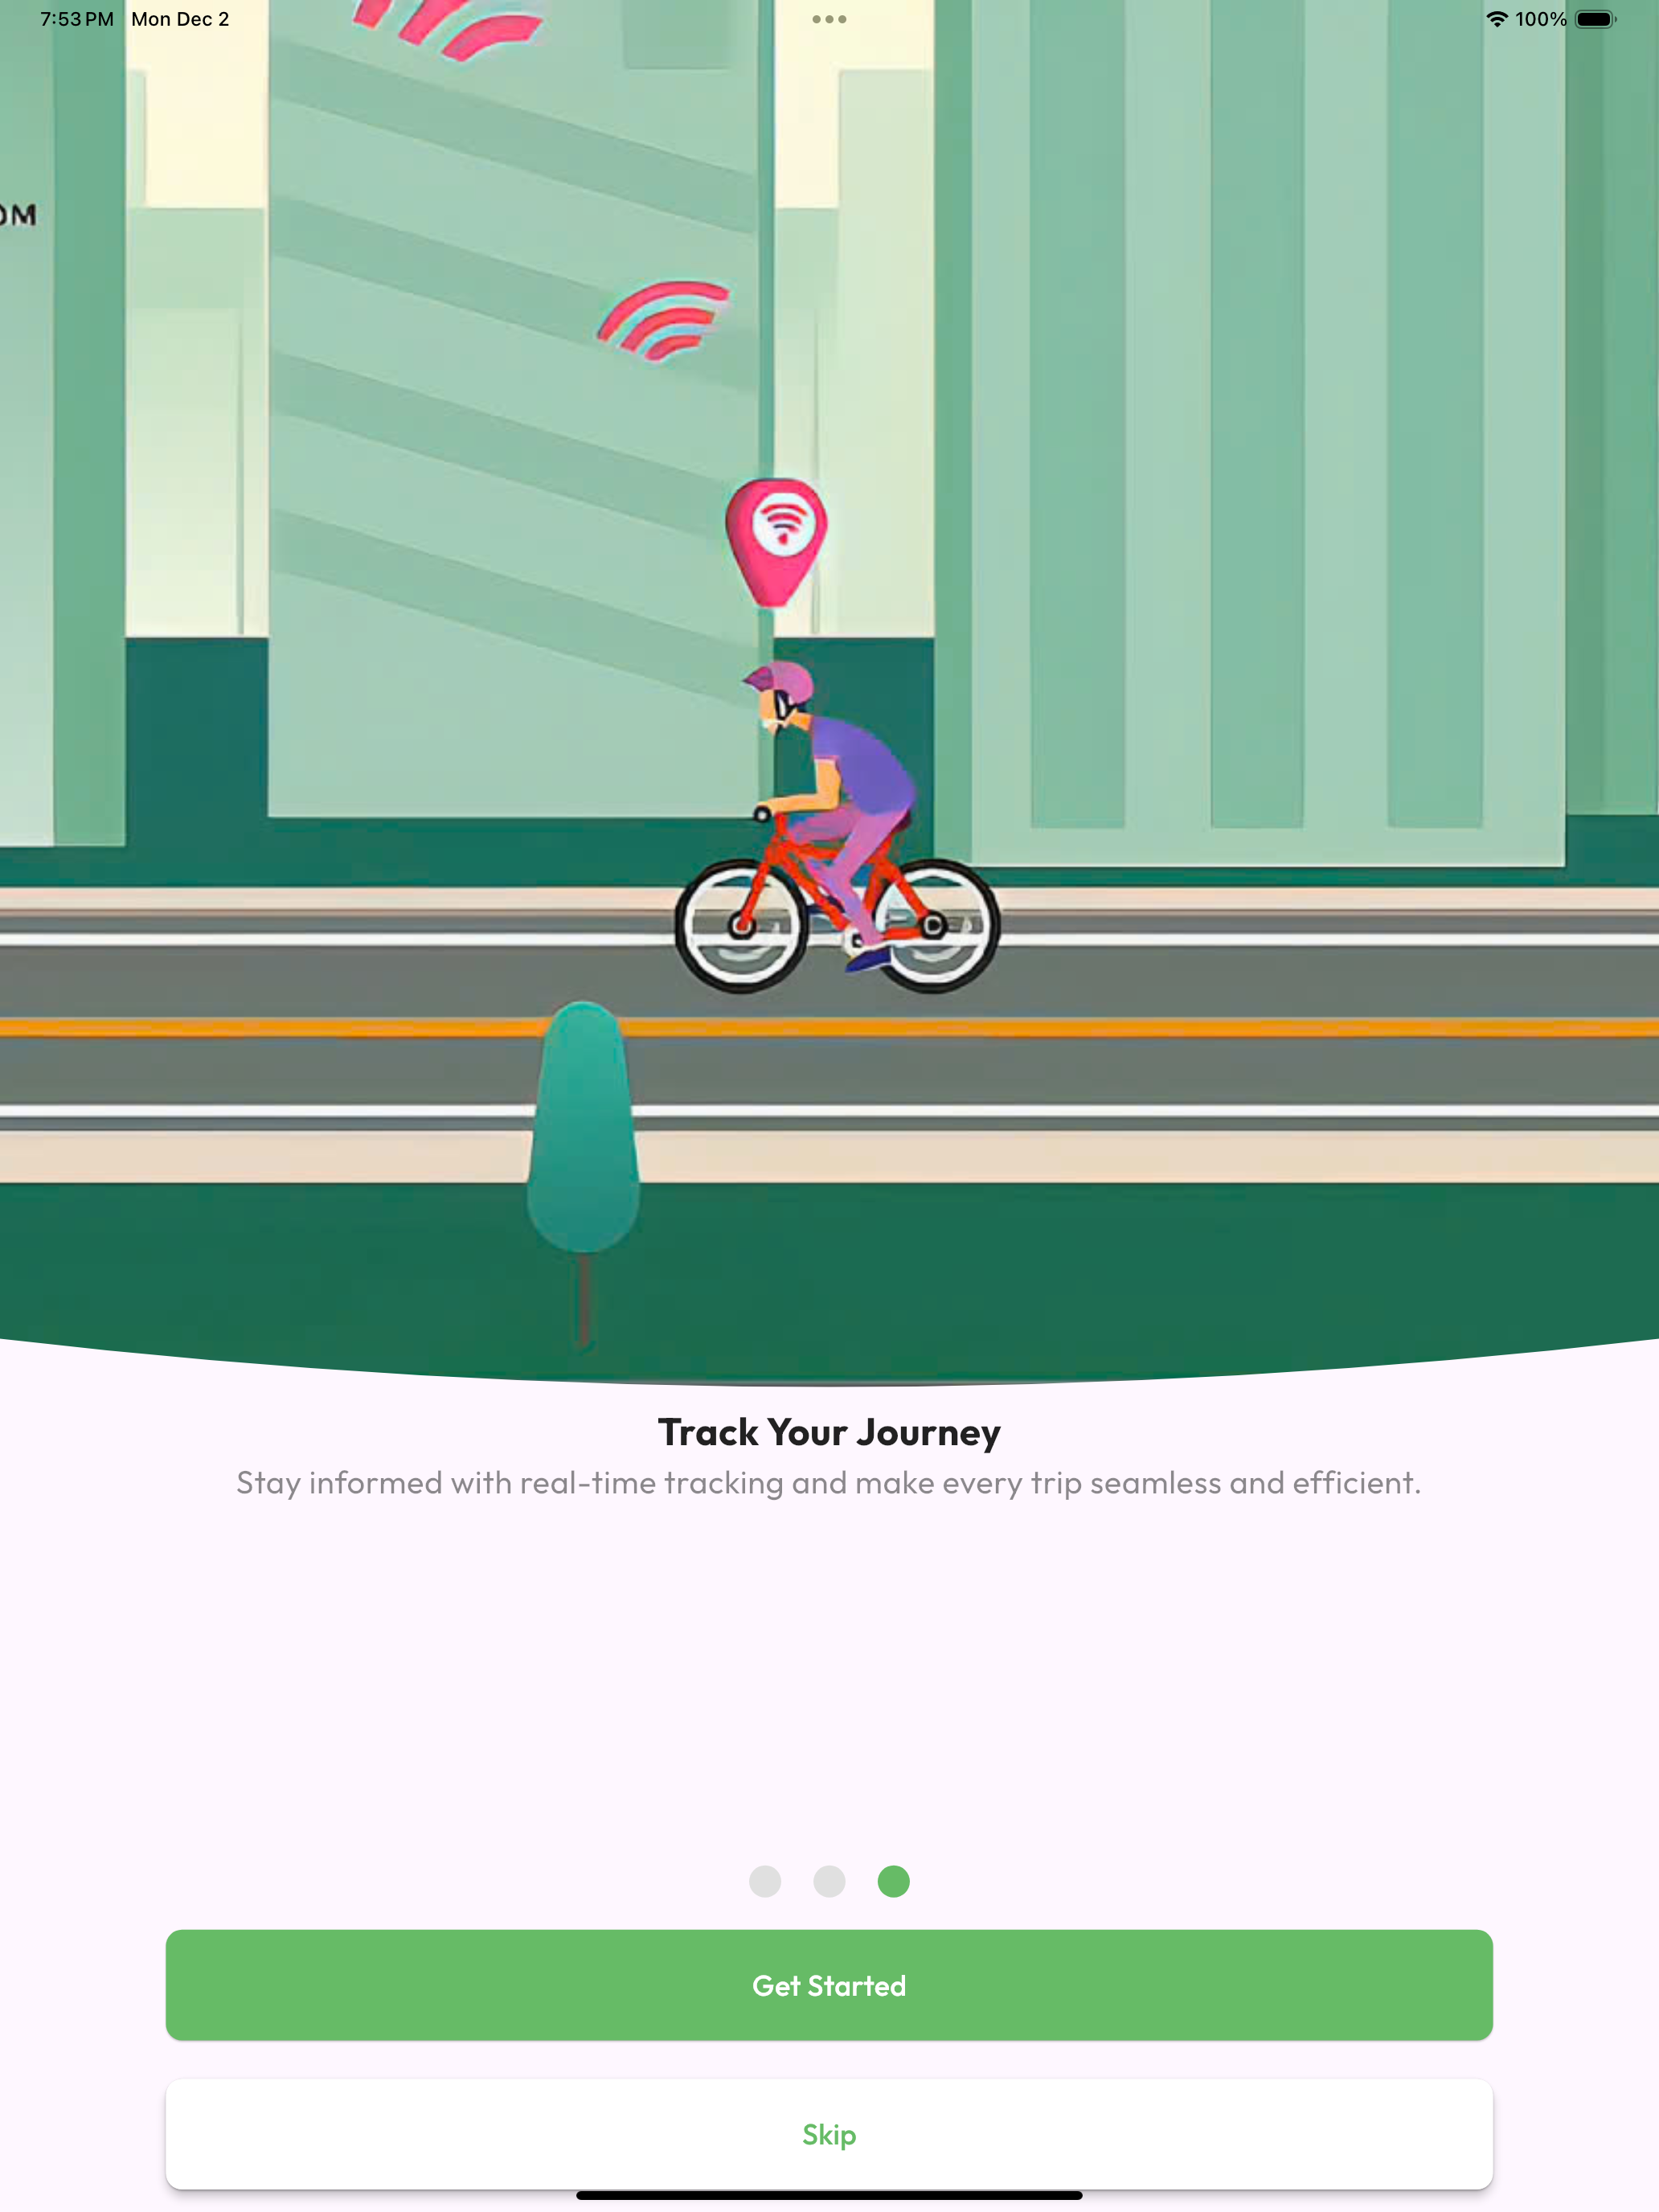 7:53 PM Mon Dec 2
100%
OM
Track Your Journey
Stay informed with real-time tracking and make every trip seamless and efficient.
Get Started
Skip